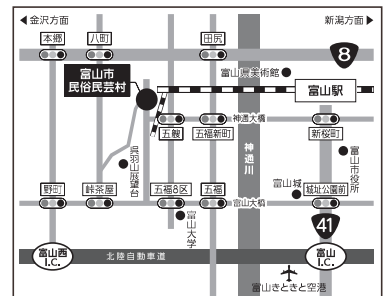 ◀金沢方面
新潟方面▶
本郷
八町
田尻
8
富山県美術館
富山市
民俗民芸村
富山駅
神通大橋
五艘
五福新町
新桜町
呉羽山展望台
神通川
富山市役所
野町
峠茶屋
五福8区
五福
富山城
城址公園前
富山大橋
富山大学
41
富山西
I.C.
北陸自動車道
富山
I.C.
富山きときと空港